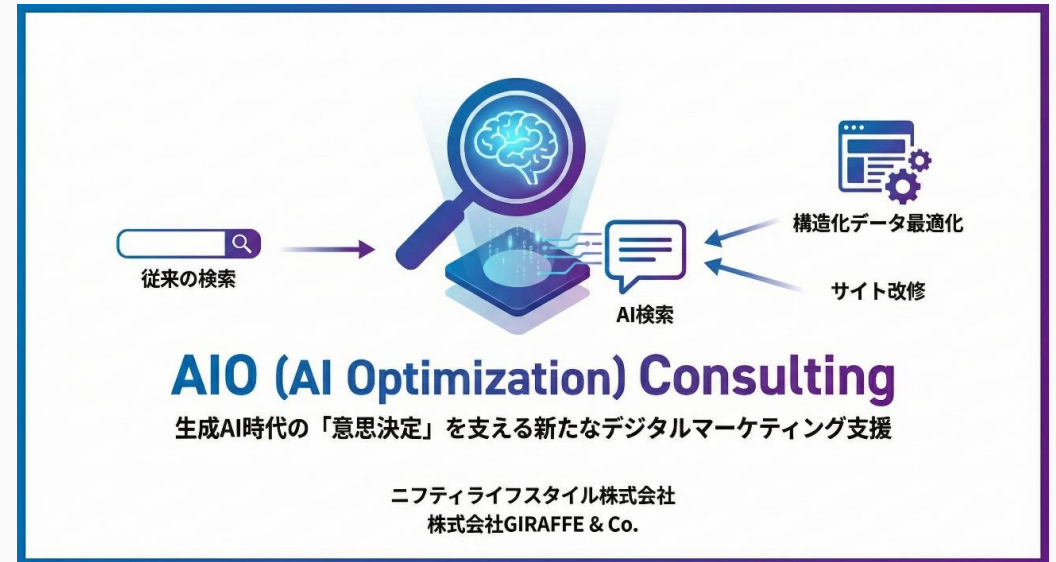 従来の検索
AI検索
構造化データ最適化
サイト改修
AIO (AI Optimization) Consulting
生成AI時代の「意思決定」を支える新たなデジタルマーケティング支援
ニフティライフスタイル株式会社
株式会社GIRAFFE & Co.